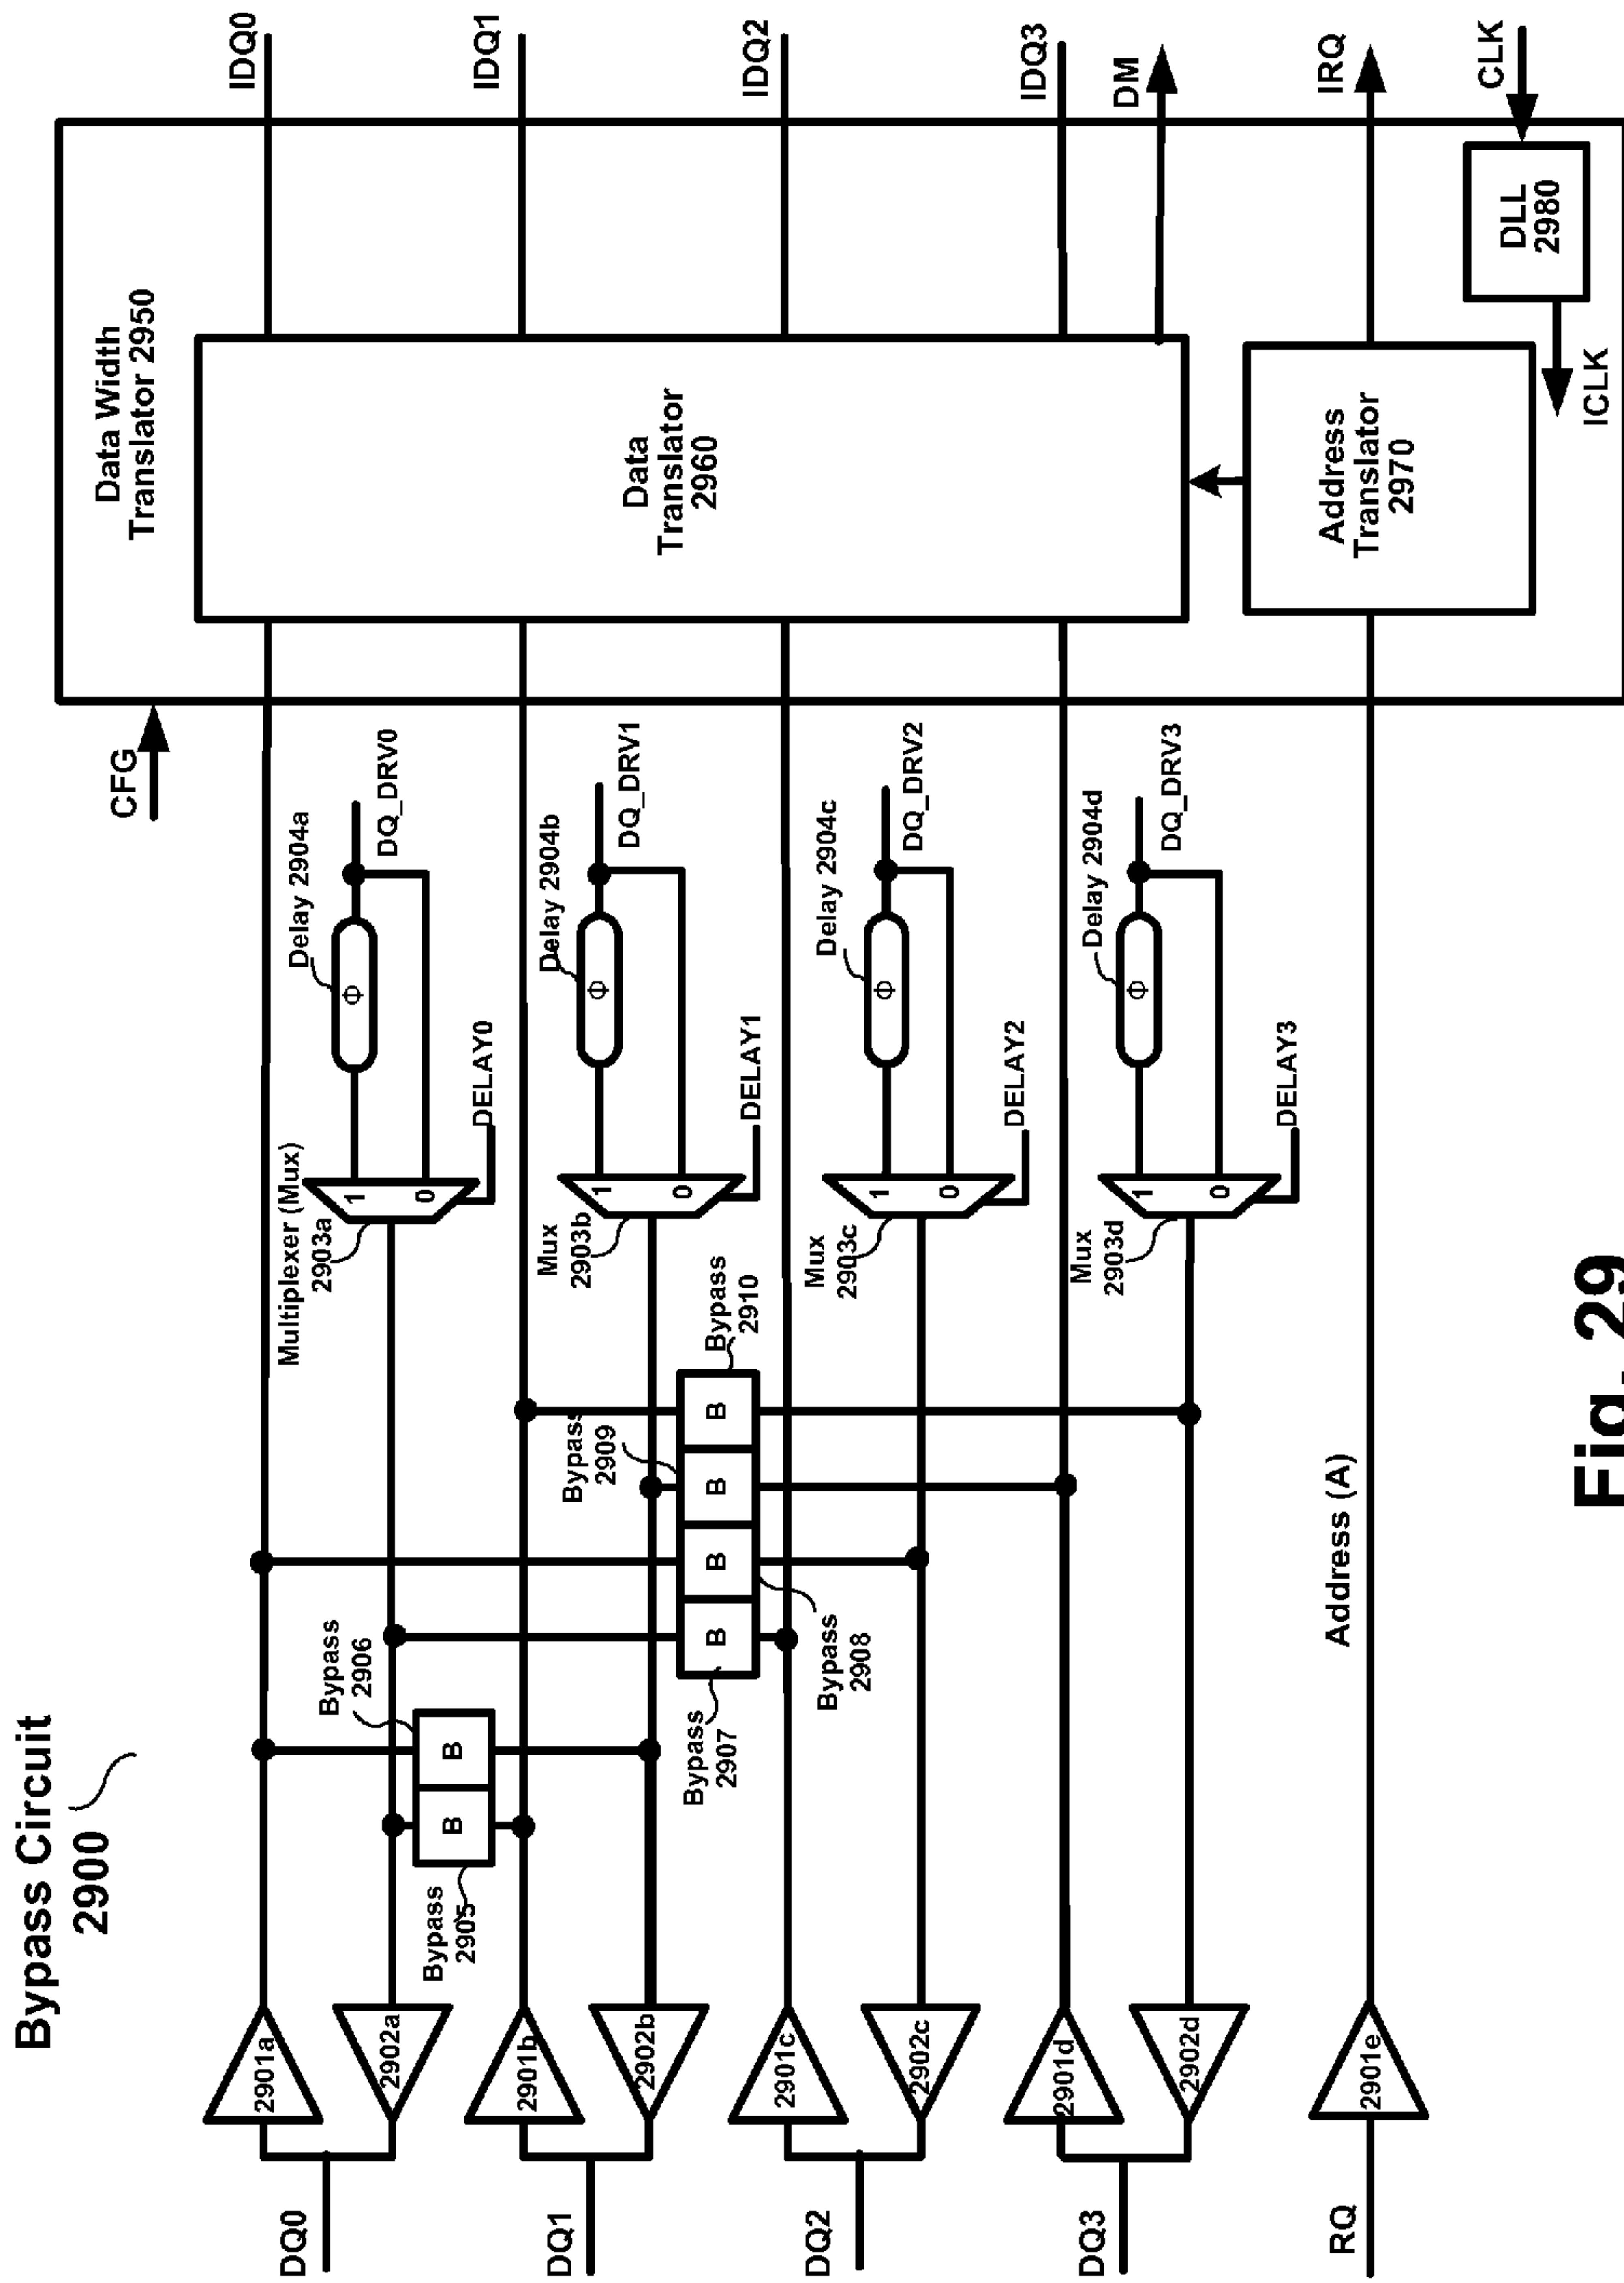 Bypass Circuit
2900
CFG
Data Width
Translator 2950
IDQ0
IDQ1
IDQ2
IDQ3
DM
IRQ
CLK
Data
Translator
2960
Address
Translator
2970
DLL
2980
ICLK
Multiplexer (Mux)
2903a
1
0
DELAY0
Delay 2904a
Φ
DQ_DRV0
Mux
2903b
1
0
DELAY1
Delay 2904b
Φ
DQ_DRV1
Mux
2903c
1
0
DELAY2
Delay 2904c
Φ
DQ_DRV2
Mux
2903d
1
0
DELAY3
Delay 2904d
Φ
DQ_DRV3
Bypass
2905
B
Bypass
2906
B
Bypass
2907
B
Bypass
2908
B
Bypass
2909
B
Bypass
2910
B
DQ0
2901a
2902a
DQ1
2901b
2902b
DQ2
2901c
2902c
DQ3
2901d
2902d
RQ
2901e
Address (A)
Fig. 29